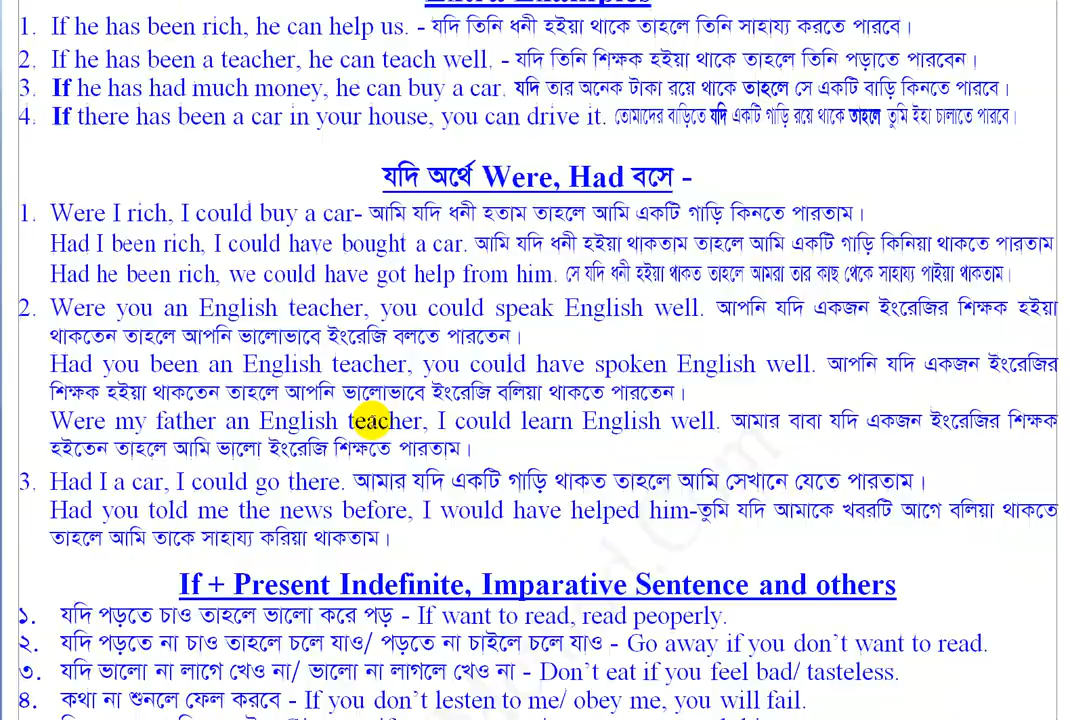 Extra Examples
1. If he has been rich, he can help us. - যদি তিনি ধনী হইয়া থাকে তাহলে তিনি সাহায্য করতে পারবে।
2. If he has been a teacher, he can teach well. - যদি তিনি শিক্ষক হইয়া থাকে তাহলে তিনি পড়াতে পারবেন।
3. If he has had much money, he can buy a car. যদি তার অনেক টাকা রয়ে থাকে তাহলে সে একটি বাড়ি কিনতে পারবে।
4. If there has been a car in your house, you can drive it. তোমাদের বাড়িতে যদি একটি গাড়ি রয়ে থাকে তাহলে তুমি ইহা চালাতে পারবে।
যদি অর্থে Were, Had বসে -
1. Were I rich, I could buy a car- আমি যদি ধনী হতাম তাহলে আমি একটি গাড়ি কিনতে পারতাম।
Had I been rich, I could have bought a car. আমি যদি ধনী হইয়া থাকতাম তাহলে আমি একটি গাড়ি কিনিয়া থাকতে পারতাম
Had he been rich, we could have got help from him. সে যদি ধনী হইয়া থাকত তাহলে আমরা তার কাছ থেকে সাহায্য পাইয়া থাকতাম।
2. Were you an English teacher, you could speak English well. আপনি যদি একজন ইংরেজির শিক্ষক হইয়া
থাকতেন তাহলে আপনি ভালোভাবে ইংরেজি বলতে পারতেন।
Had you been an English teacher, you could have spoken English well. আপনি যদি একজন ইংরেজির
শিক্ষক হইয়া থাকতেন তাহলে আপনি ভালোভাবে ইংরেজি বলিয়া থাকতে পারতেন।
Were my father an English teacher, I could learn English well. আমার বাবা যদি একজন ইংরেজির শিক্ষক
হইতেন তাহলে আমি ভালো ইংরেজি শিক্ষতে পারতাম।
3. Had I a car, I could go there. আমার যদি একটি গাড়ি থাকত তাহলে আমি সেখানে যেতে পারতাম।
Had you told me the news before, I would have helped him-তুমি যদি আমাকে খবরটি আগে বলিয়া থাকতে
তাহলে আমি তাকে সাহায্য করিয়া থাকতাম।
If + Present Indefinite, Imparative Sentence and others
১. যদি পড়তে চাও তাহলে ভালো করে পড় - If want to read, read peoperly.
২. যদি পড়তে না চাও তাহলে চলে যাও/ পড়তে না চাইলে চলে যাও - Go away if you don't want to read.
৩. যদি ভালো না লাগে খেও না/ ভালো না লাগলে খেও না - Don't eat if you feel bad/ tasteless.
৪. কথা না শুনলে ফেল করবে - If you don't lesten to me/ obey me, you will fail.